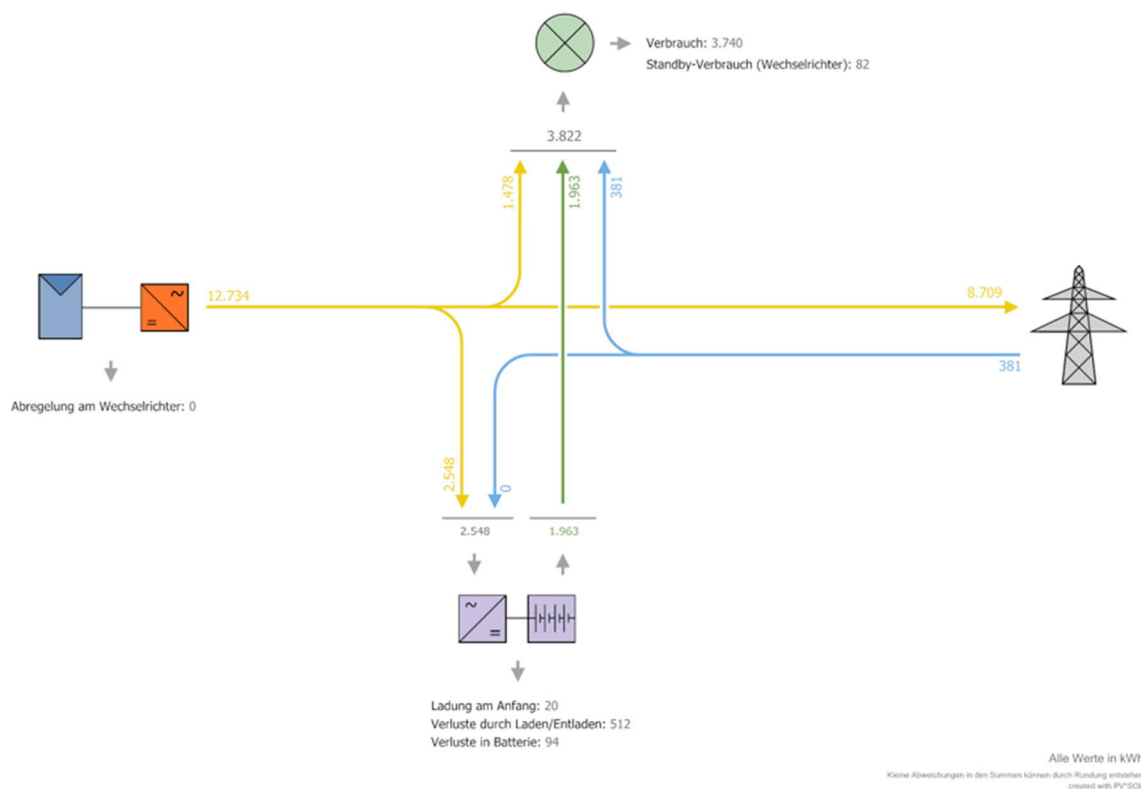 Verbrauch: 3.740
Standby-Verbrauch (Wechselrichter): 82
3.822
1.478
1.963
381
12.734
8.709
381
Abregelung am Wechselrichter: 0
2.548
0
2.548
1.963
Ladung am Anfang: 20
Verluste durch Laden/Entladen: 512
Verluste in Batterie: 94
Alle Werte in kWh
Kleine Abweichungen in den Summen können durch Rundung entstehen
created with PV*SOL